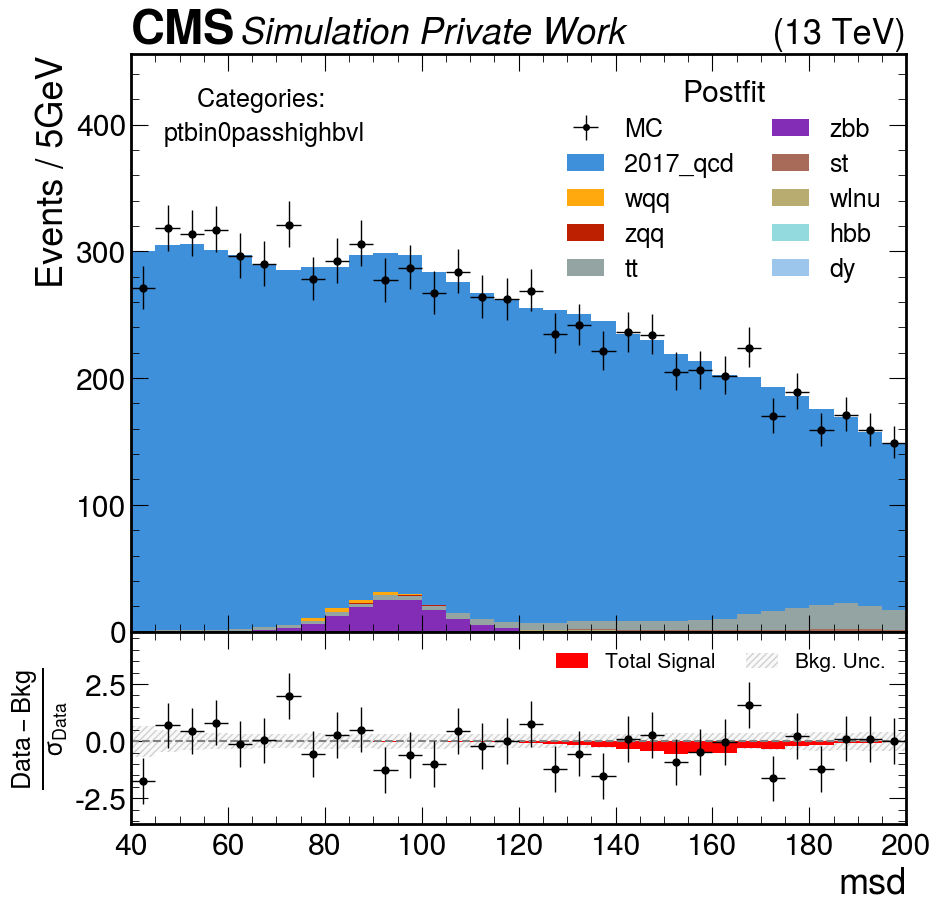 CMS Simulation Private Work (13 TeV)
Events / 5GeV
Categories:
ptbin0passhighbvl
Postfit
MC zbb
2017_qcd st
wqq wlnu
zqq hbb
tt dy
400
300
200
100
0
Total Signal Bkg. Unc.
Data – Bkg
σData
2.5
0.0
-2.5
40 60 80 100 120 140 160 180 200
msd